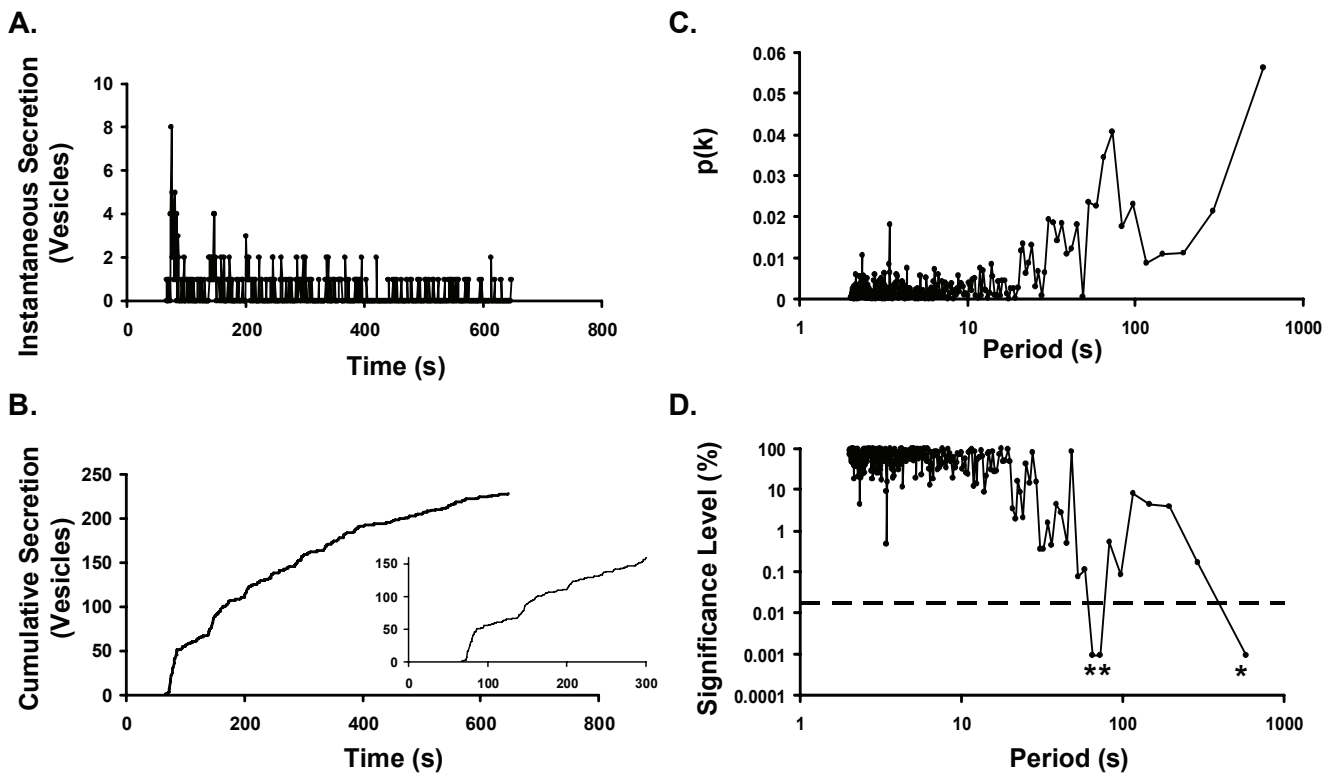 A.
Instantaneous Secretion
(Vesicles)
10
8
6
4
2
0
0 200 400 600 800
Time (s)
B.
Cumulative Secretion
(Vesicles)
250
200
150
100
50
0
0 200 400 600 800
Time (s)
150
100
50
0
0 100 200 300
C.
p(k)
0.06
0.05
0.04
0.03
0.02
0.01
0
1 10 100 1000
Period (s)
D.
Significance Level (%)
100
10
1
0.1
0.01
0.001
0.0001
** *
1 10 100 1000
Period (s)